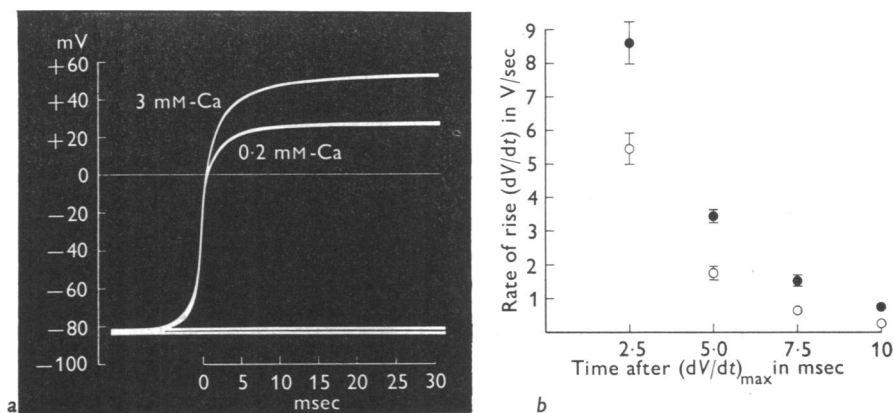 mV
+60
+40
+20
0
−20
−40
−60
−80
−100
3 mM-Ca
0·2 mM-Ca
0 5 10 15 20 25 30
msec
a
Rate of rise (dV/dt) in V/sec
9
8
7
6
5
4
3
2
1
2·5 5·0 7·5 10
Time after (dV/dt)max in msec
b